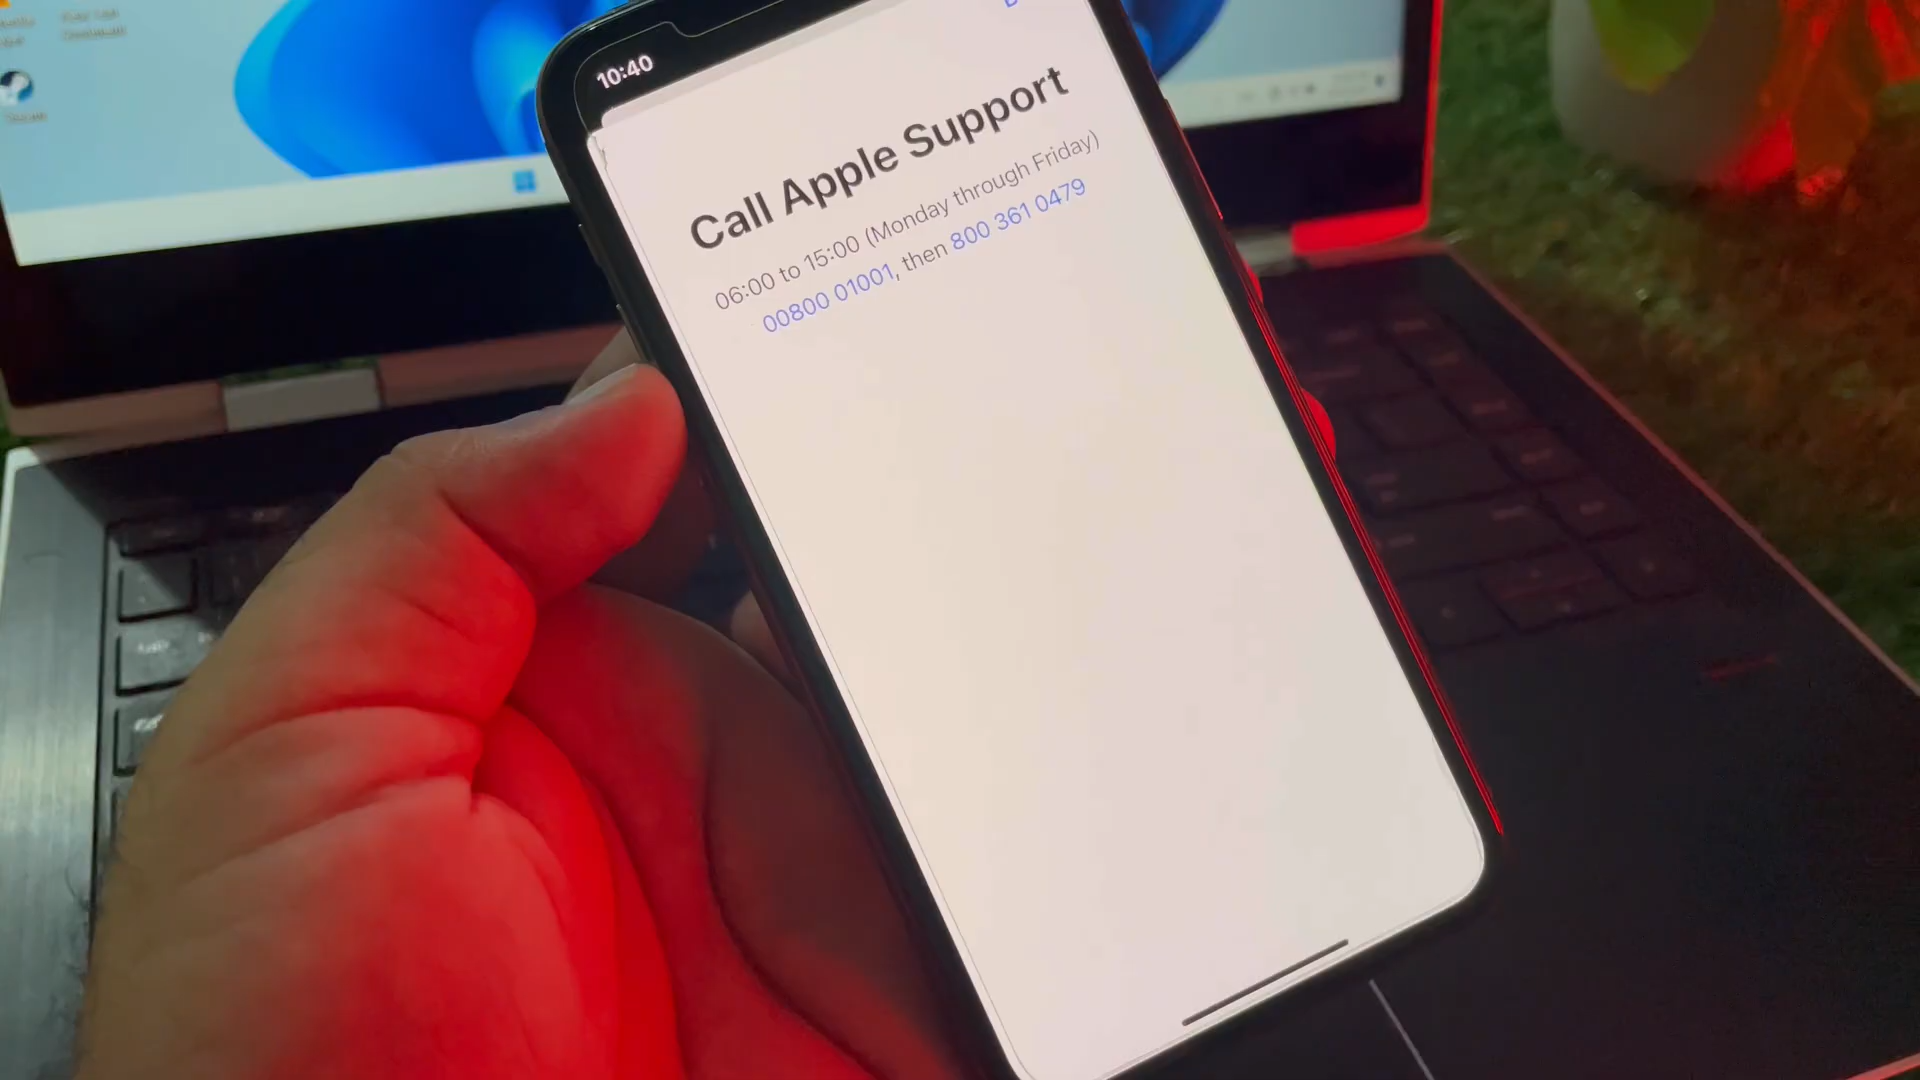 10:40
Call Apple Support
06:00 to 15:00 (Monday through Friday)
00800 01001, then 800 361 0479